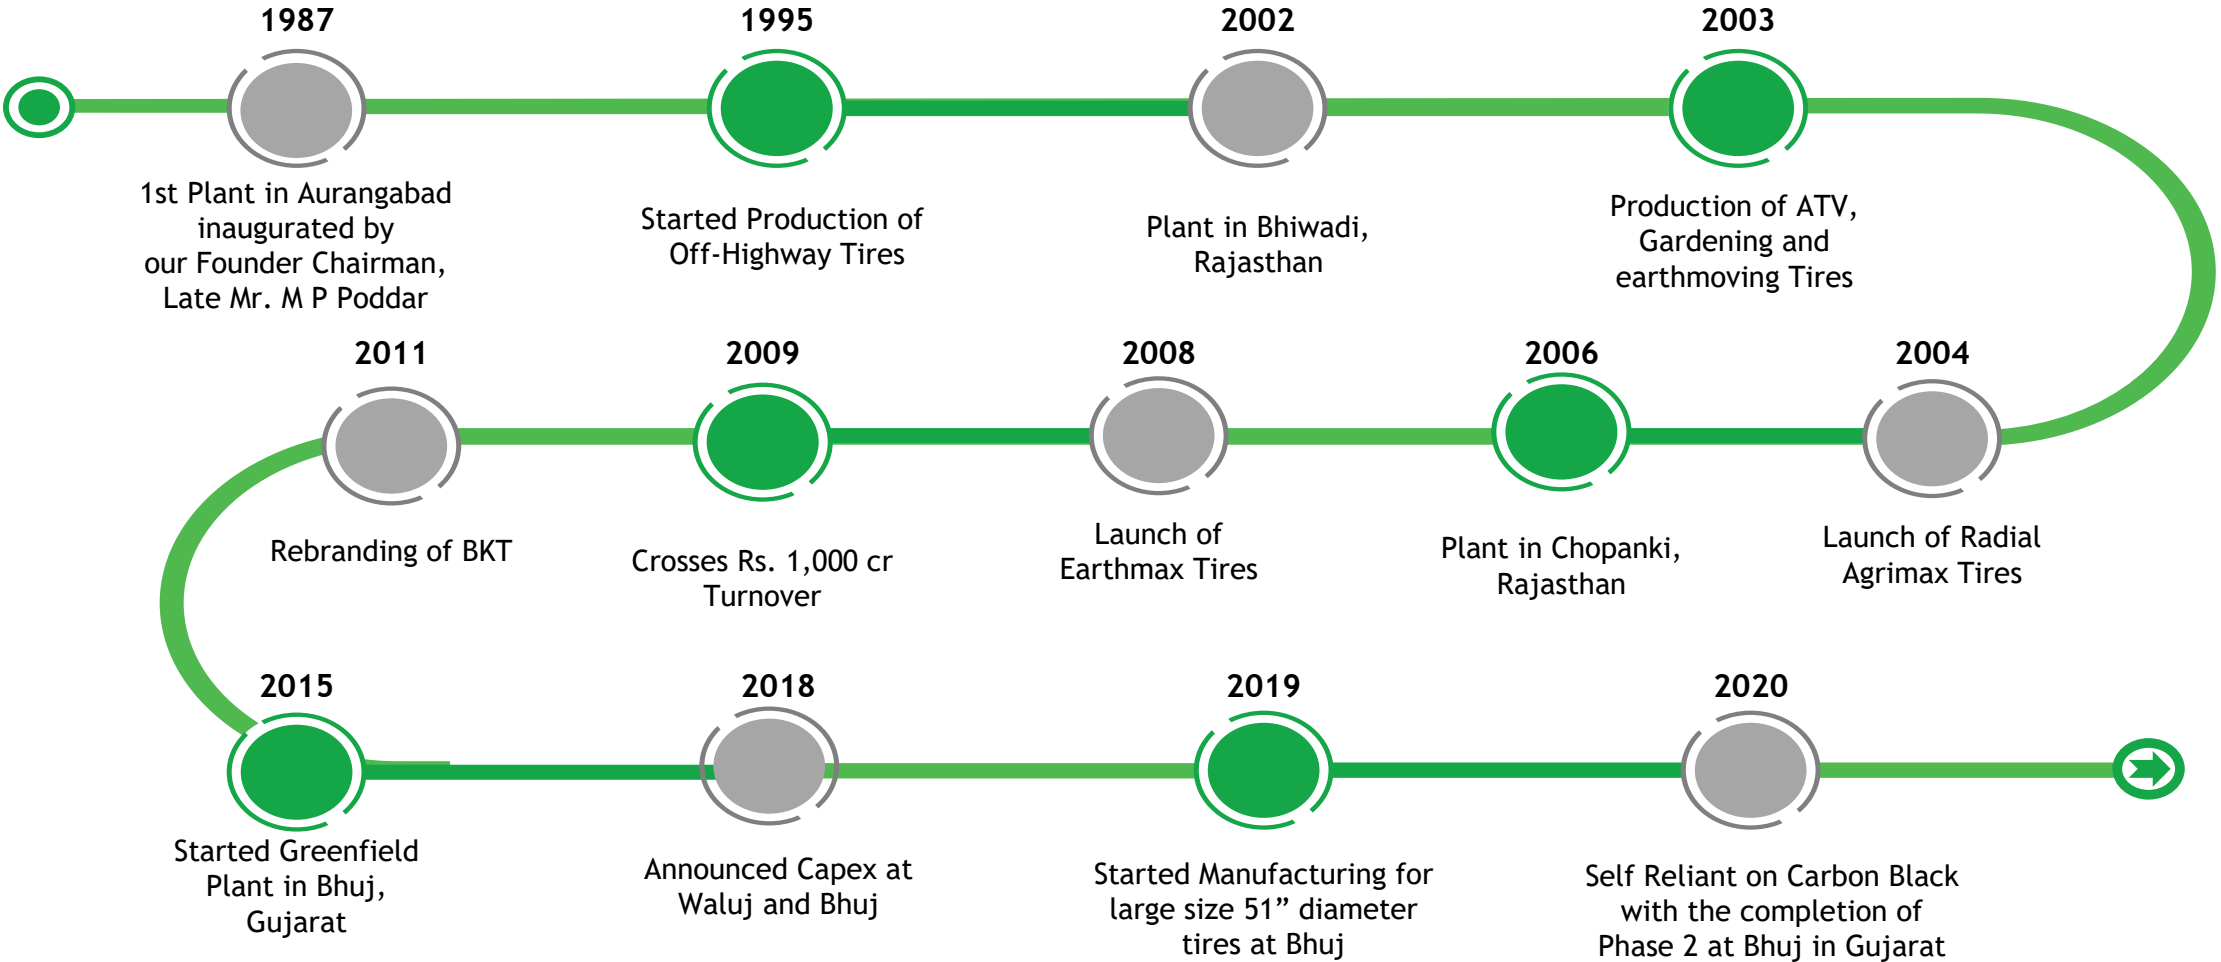 1987
1st Plant in Aurangabad
inaugurated by
our Founder Chairman,
Late Mr. M P Poddar
1995
Started Production of
Off-Highway Tires
2002
Plant in Bhiwadi,
Rajasthan
2003
Production of ATV,
Gardening and
earthmoving Tires
2004
Launch of Radial
Agrimax Tires
2006
Plant in Chopanki,
Rajasthan
2008
Launch of
Earthmax Tires
2009
Crosses Rs. 1,000 cr
Turnover
2011
Rebranding of BKT
2015
Started Greenfield
Plant in Bhuj,
Gujarat
2018
Announced Capex at
Waluj and Bhuj
2019
Started Manufacturing for
large size 51” diameter
tires at Bhuj
2020
Self Reliant on Carbon Black
with the completion of
Phase 2 at Bhuj in Gujarat